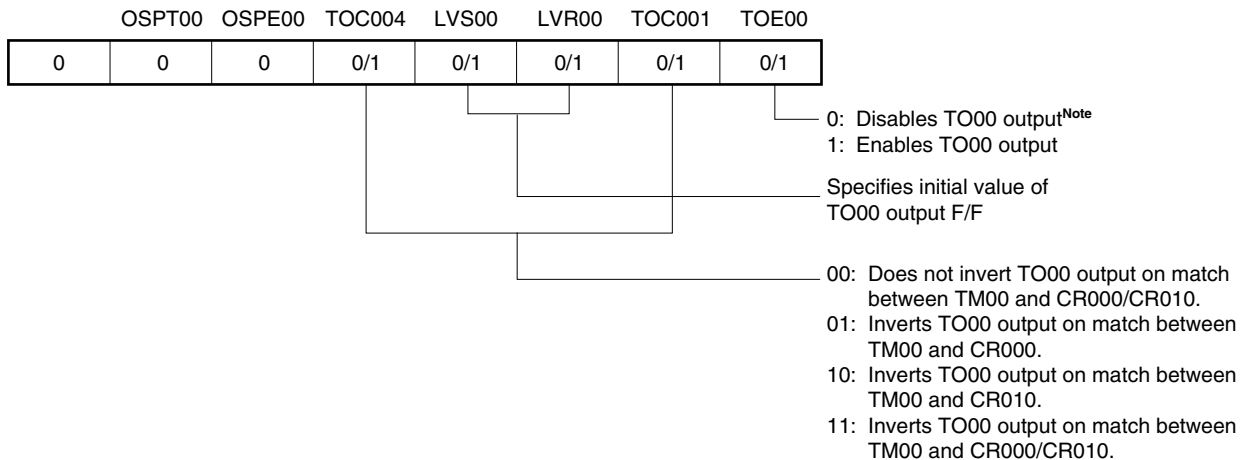 OSPT00 OSPE00 TOC004 LVS00 LVR00 TOC001 TOE00
0 0 0 0/1 0/1 0/1 0/1 0/1
0: Disables TO00 outputNote
1: Enables TO00 output
Specifies initial value of
TO00 output F/F
00: Does not invert TO00 output on match
between TM00 and CR000/CR010.
01: Inverts TO00 output on match between
TM00 and CR000.
10: Inverts TO00 output on match between
TM00 and CR010.
11: Inverts TO00 output on match between
TM00 and CR000/CR010.